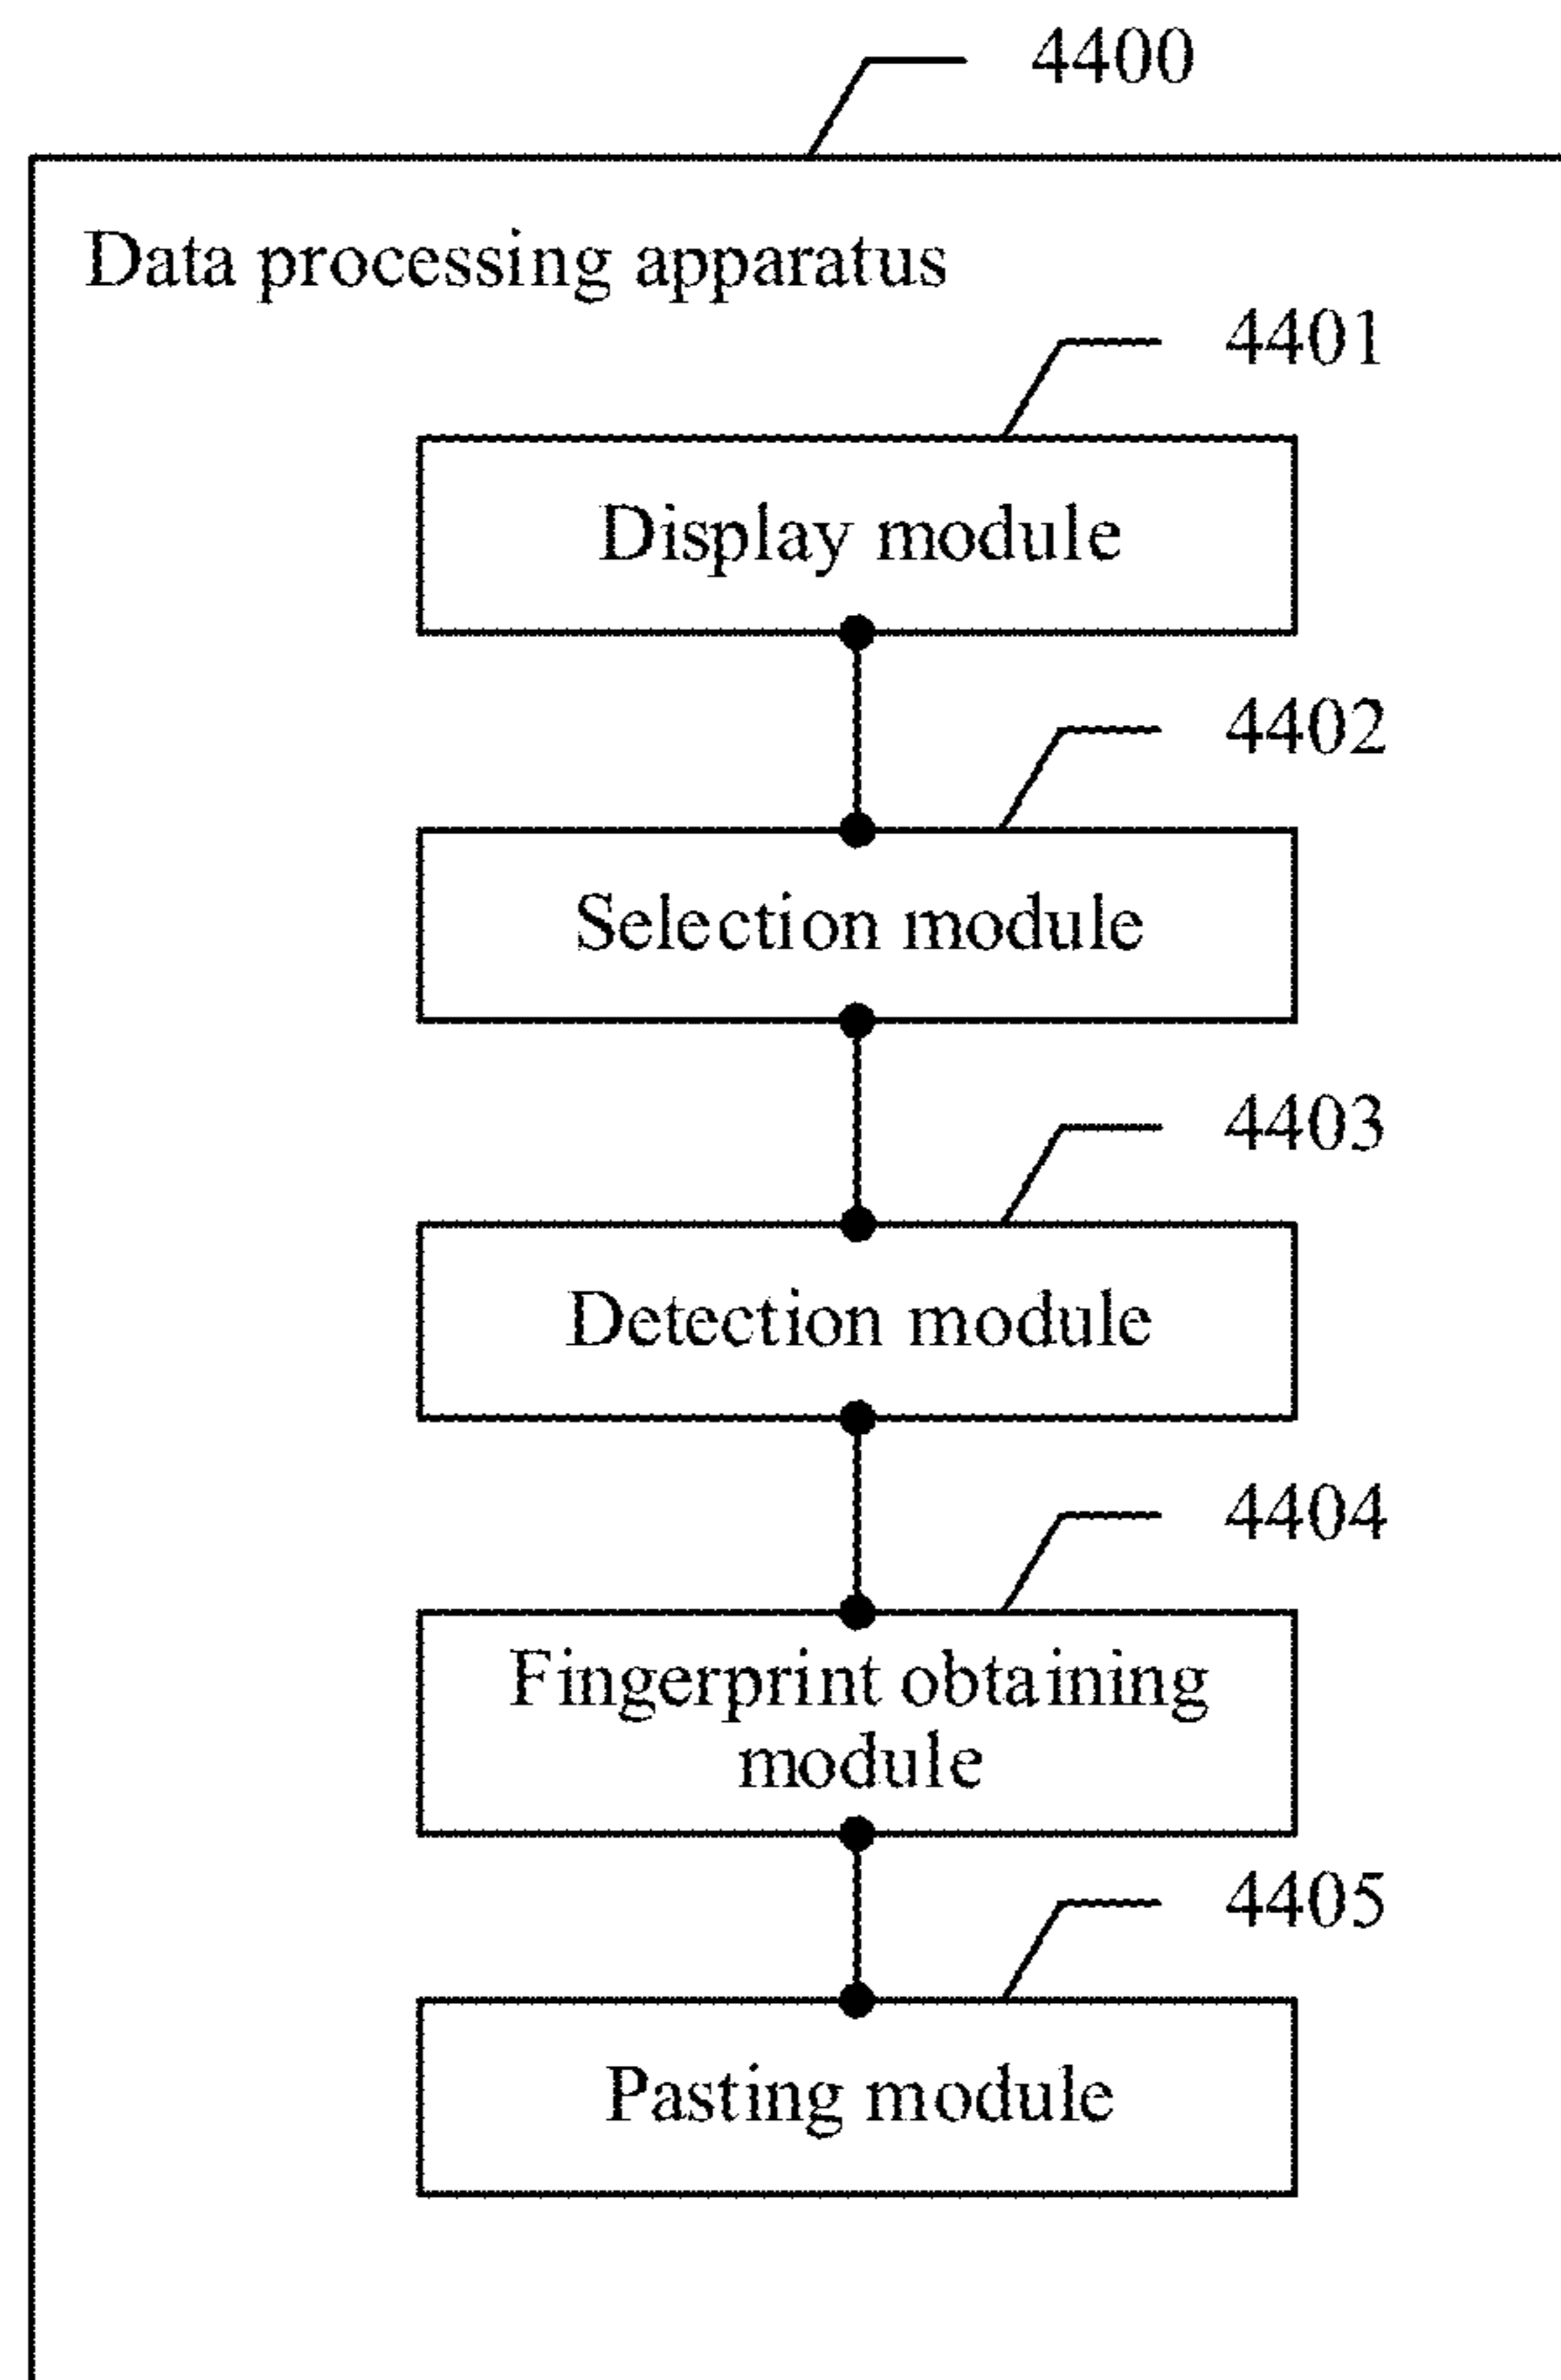 4400
Data processing apparatus
4401
Display module
4402
Selection module
4403
Detection module
4404
Fingerprint obtaining
module
4405
Pasting module